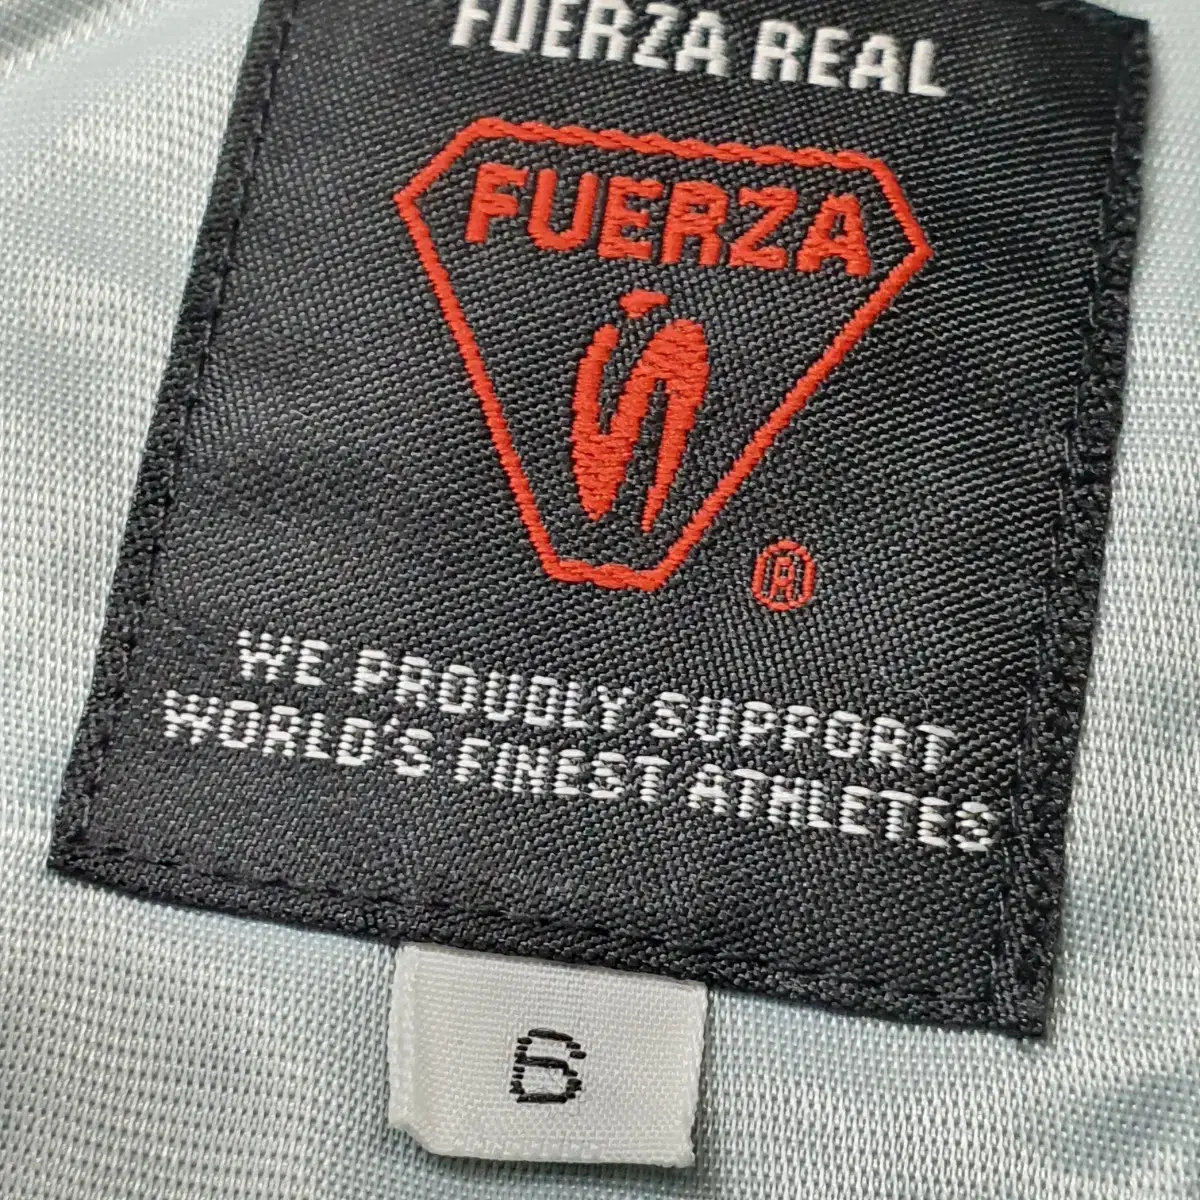 FUERZA REAL
FUERZA
S
®
WE PROUDLY SUPPORT
WORLD'S FINEST ATHLETES
6